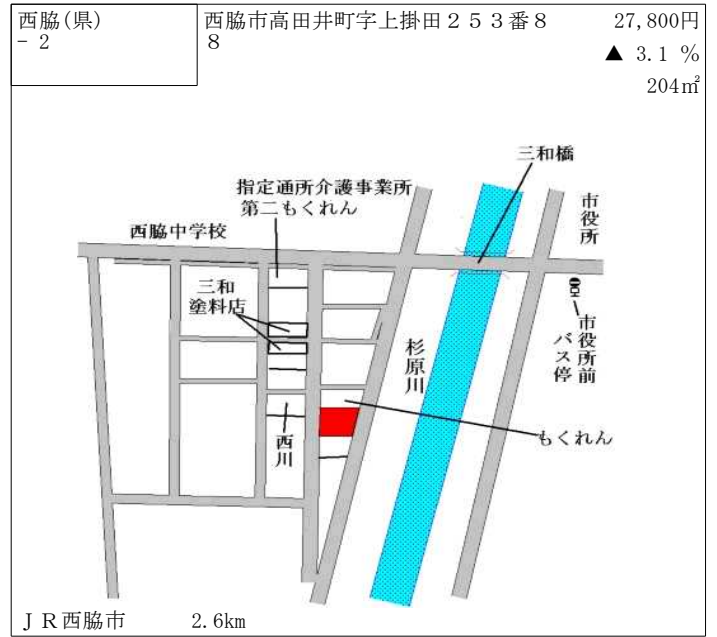 西脇(県)
- 2
西脇市高田井町字上掛田２５３番８
８
27,800円
▲ 3.1 %
204㎡
三和橋
指定通所介護事業所
第二もくれん
市役所
西脇中学校
三和
塗料店
市役所前
バス停
杉原川
西川
もくれん
ＪＲ西脇市 2.6km